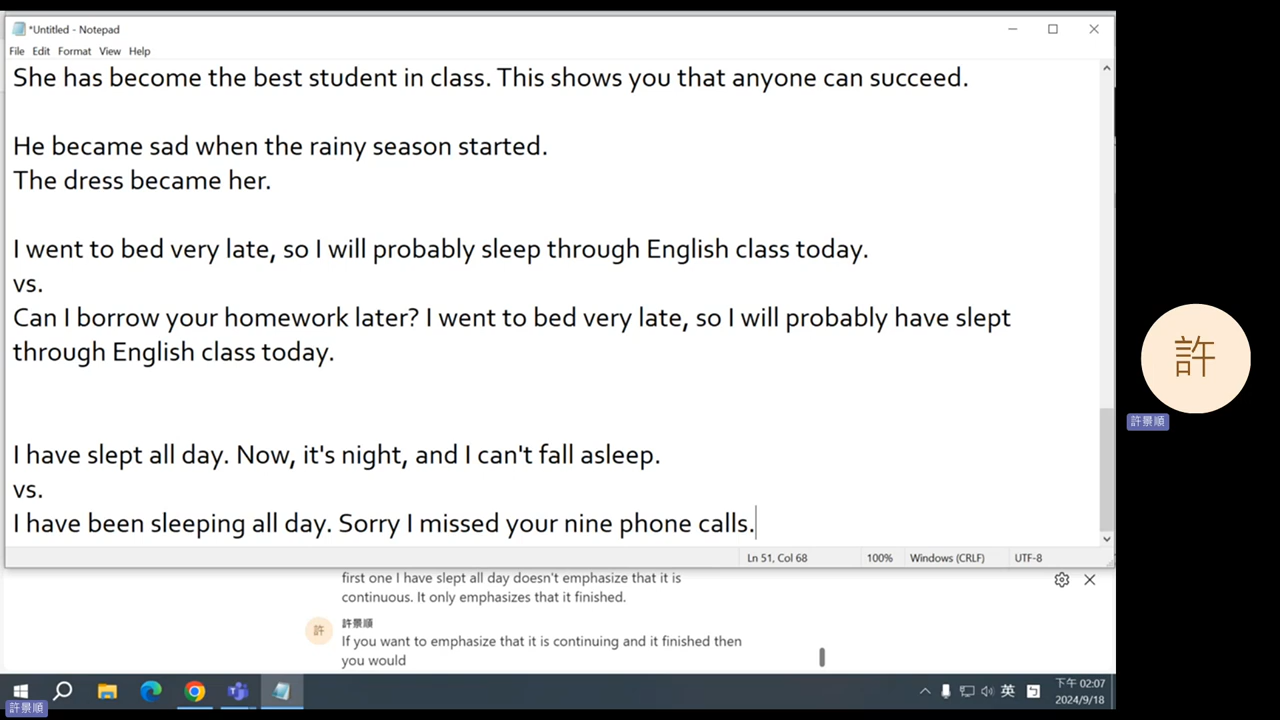 *Untitled - Notepad
File Edit Format View Help
She has become the best student in class. This shows you that anyone can succeed.
He became sad when the rainy season started.
The dress became her.
I went to bed very late, so I will probably sleep through English class today.
vs.
Can I borrow your homework later? I went to bed very late, so I will probably have slept
through English class today.
I have slept all day. Now, it's night, and I can't fall asleep.
vs.
I have been sleeping all day. Sorry I missed your nine phone calls.
Ln 51, Col 68 100% Windows (CRLF) UTF-8
first one I have slept all day doesn't emphasize that it is
continuous. It only emphasizes that it finished.
許
許景順
If you want to emphasize that it is continuing and it finished then
you would
許
許景順
英 ㄅ
下午 02:07
2024/9/18
許景順